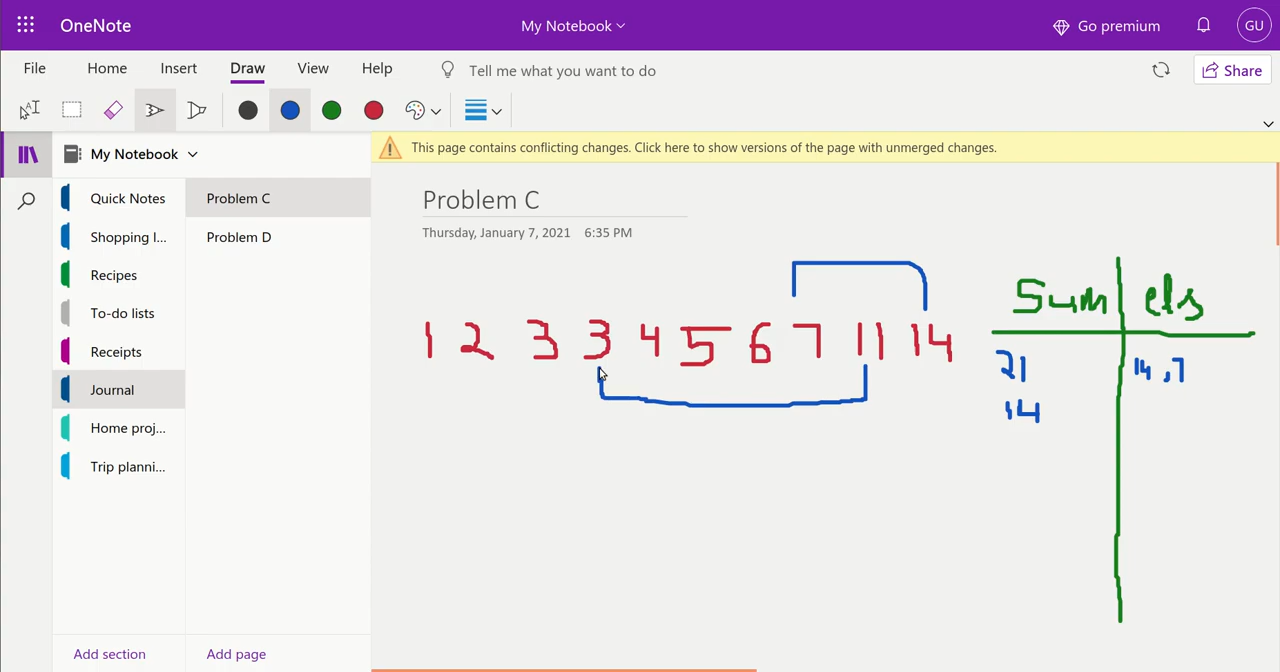 OneNote
My Notebook
Go premium
GU
File Home Insert Draw View Help Tell me what you want to do
Share
My Notebook
This page contains conflicting changes. Click here to show versions of the page with unmerged changes.
Quick Notes
Shopping l...
Recipes
To-do lists
Receipts
Journal
Home proj...
Trip planni...
Add section
Problem C
Problem D
Add page
Problem C
Thursday, January 7, 2021 6:35 PM
1 2 3 3 4 5 6 7 11 14
Sum els
21 14,7
14